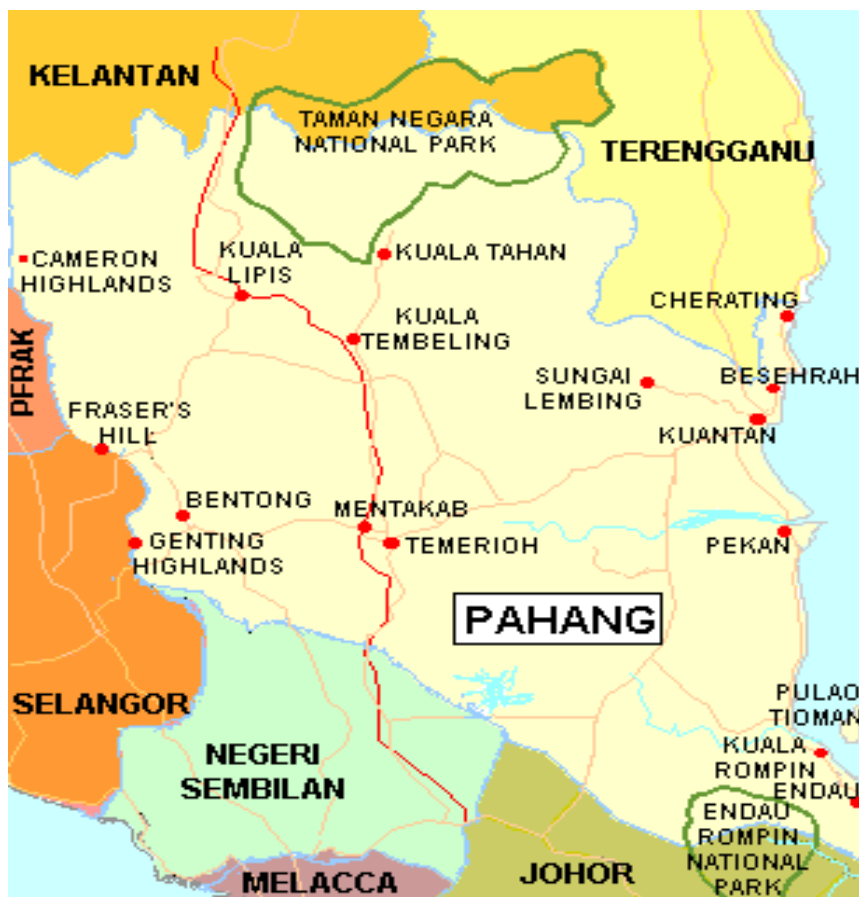 KELANTAN
TAMAN NEGARA
NATIONAL PARK
TERENGGANU
CAMERON
HIGHLANDS
KUALA
LIPIS
KUALA TAHAN
CHERATING
KUALA
TEMBELING
PERAK
SUNGAI
LEMBING
BESEHRAH
FRASER'S
HILL
KUANTAN
BENTONG
MENTAKAB
GENTING
HIGHLANDS
TEMERIOH
PEKAN
PAHANG
SELANGOR
PULAO
TIOMAN
NEGERI
SEMBILAN
KUALA
ROMPIN
ENDAU
ENDAU
ROMPIN
NATIONAL
PARK
JOHOR
MELACCA